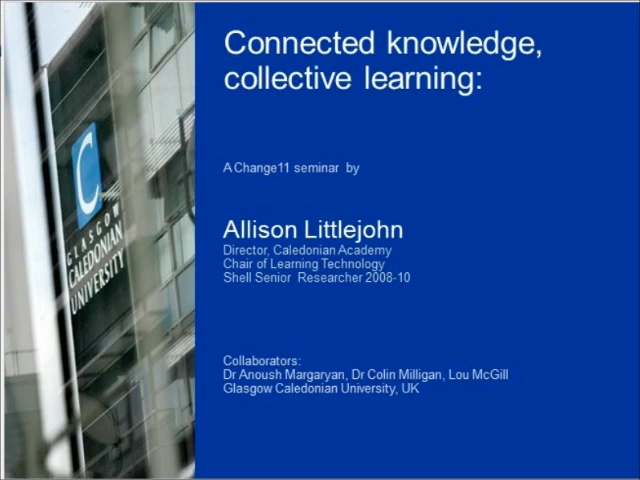 Connected knowledge,
collective learning:
A Change11 seminar by
Allison Littlejohn
Director, Caledonian Academy
Chair of Learning Technology
Shell Senior Researcher 2008-10
Collaborators:
Dr Anoush Margaryan, Dr Colin Milligan, Lou McGill
Glasgow Caledonian University, UK
C
GLASGOW
CALEDONIAN
UNIVERSITY